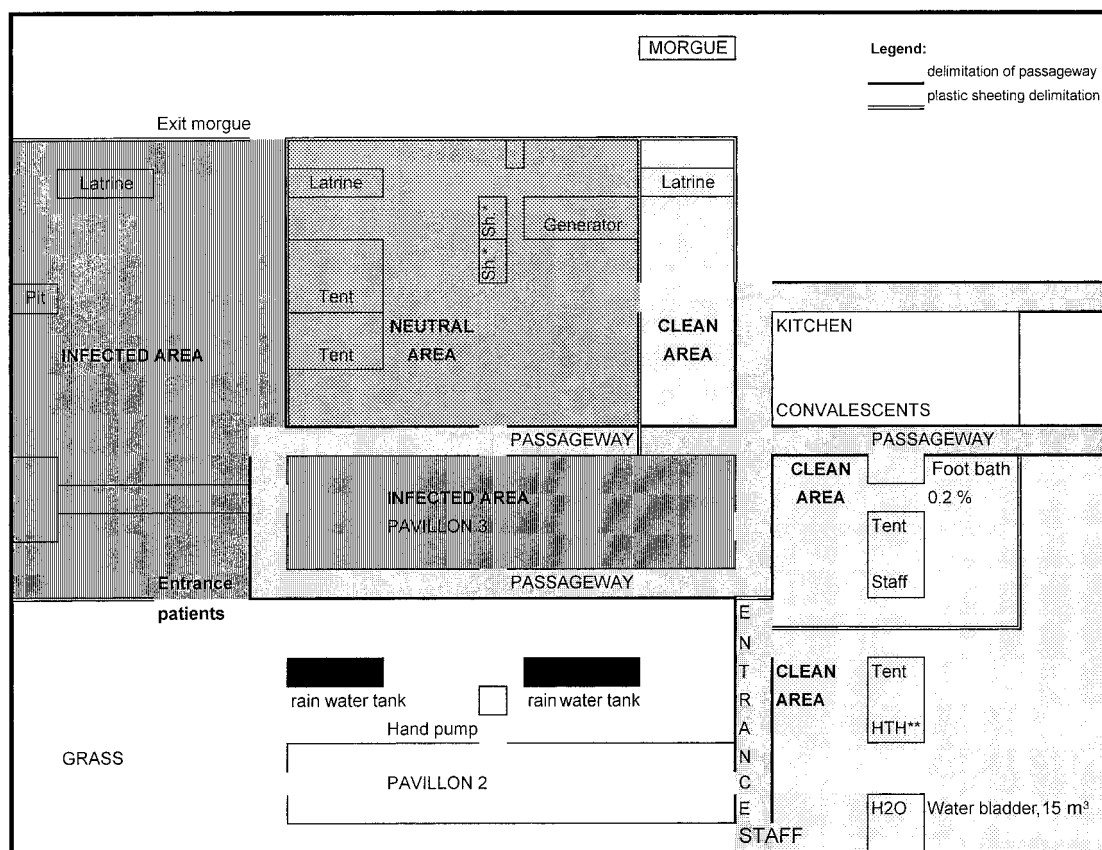 MORGUE
Legend:
delimitation of passageway
plastic sheeting delimitation
Exit morgue
Latrine
Latrine
Latrine
Sh.*
Sh.*
Generator
Pit
Tent
Tent
INFECTED AREA
NEUTRAL
AREA
CLEAN
AREA
KITCHEN
CONVALESCENTS
PASSAGEWAY
PASSAGEWAY
INFECTED AREA
PAVILLON 3
CLEAN
AREA
Foot bath
0.2 %
Tent
Staff
PASSAGEWAY
Entrance
patients
ENTRANCE
STAFF
rain water tank
rain water tank
Hand pump
CLEAN
AREA
Tent
HTH**
GRASS
PAVILLON 2
H2O
Water bladder, 15 m³